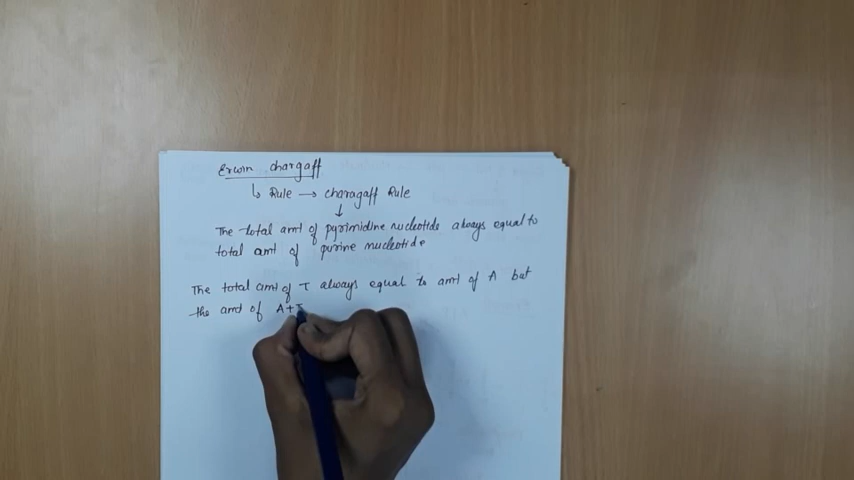 Erwin chargaff
↳ Rule → charagaff Rule
↓
The total amt of pyrimidine nucleotide always equal to
total amt of purine nucleotide
The total amt of T always equal to amt of A but
the amt of A+T